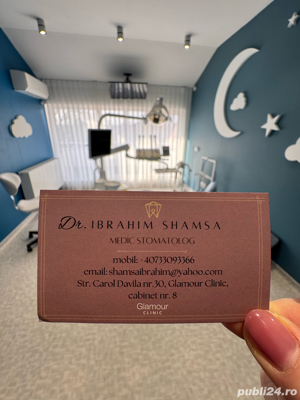 Dr. IBRAHIM SHAMSA
MEDIC STOMATOLOG
mobil: +40733093366
email: shamsaibrahim@yahoo.com
Str. Carol Davila nr 30, Glamour Clinic,
cabinet nr. 8
Glamour
CLINIC
publi24.ro